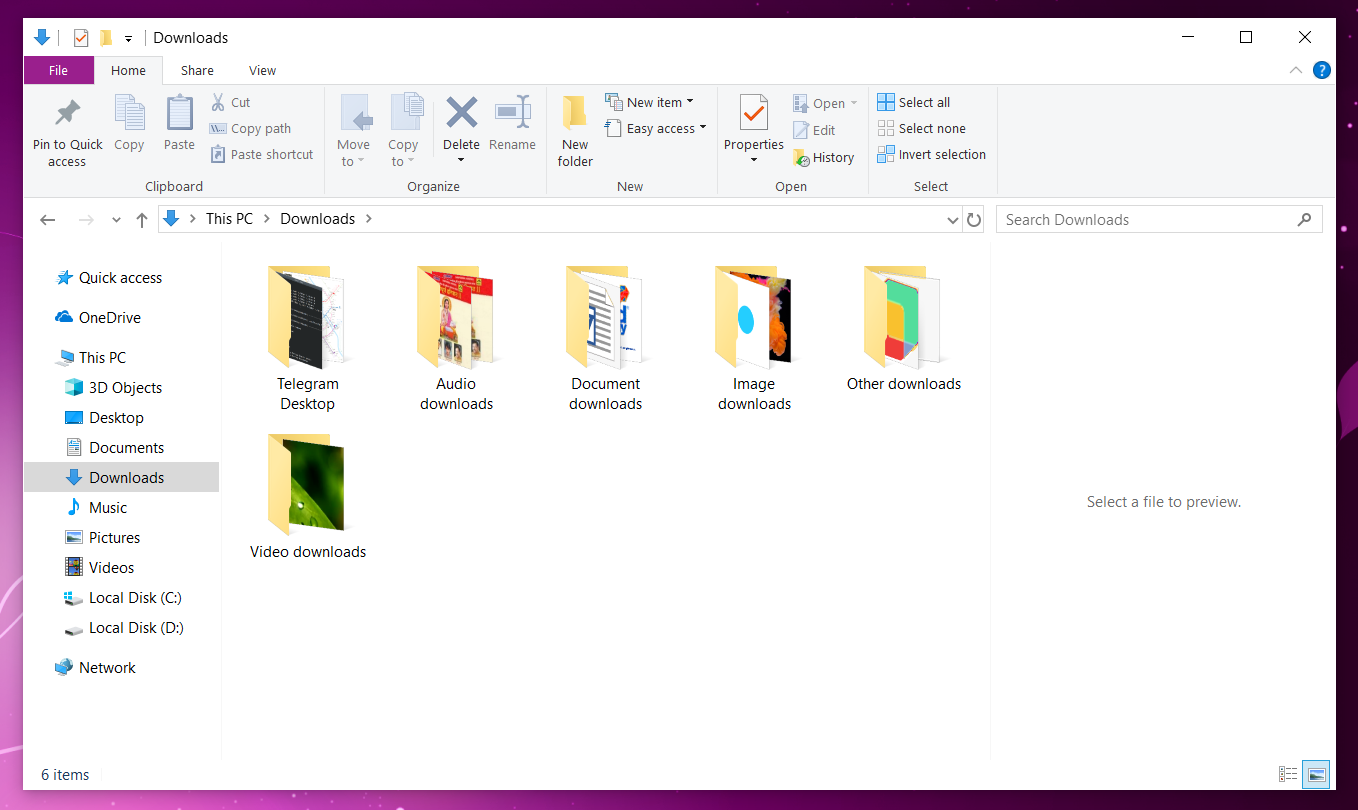 Downloads
File
Home
Share
View
?
Pin to Quick
access
Copy
Paste
Cut
Copy path
Paste shortcut
Clipboard
Move
to
Copy
to
Delete
Rename
Organize
New
folder
New item
Easy access
New
Properties
Open
Edit
History
Open
Select all
Select none
Invert selection
Select
This PC
Downloads
Search Downloads
Quick access
OneDrive
This PC
3D Objects
Desktop
Documents
Downloads
Music
Pictures
Videos
Local Disk (C:)
Local Disk (D:)
Network
Telegram
Desktop
Audio
downloads
Document
downloads
Image
downloads
Other downloads
Video downloads
Select a file to preview.
6 items